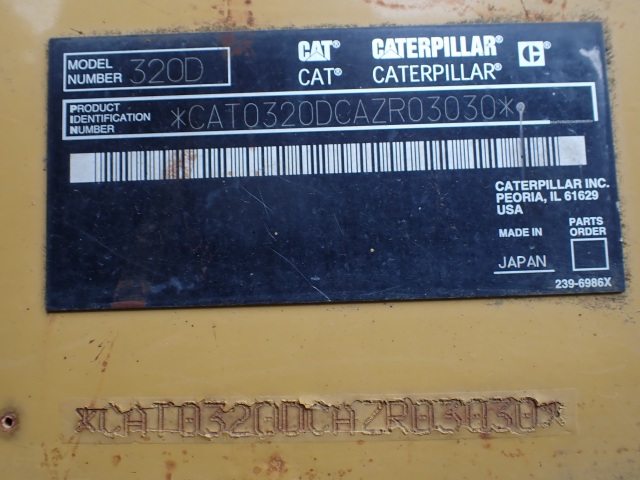 MODEL NUMBER 320D
CAT® CATERPILLAR®
CAT® CATERPILLAR®
PRODUCT IDENTIFICATION NUMBER *CAT0320DCAZR03030*
CATERPILLAR INC.
PEORIA, IL 61629
USA
MADE IN
JAPAN
PARTS
ORDER
239-6986X
*CAT0320DCAZR03030*